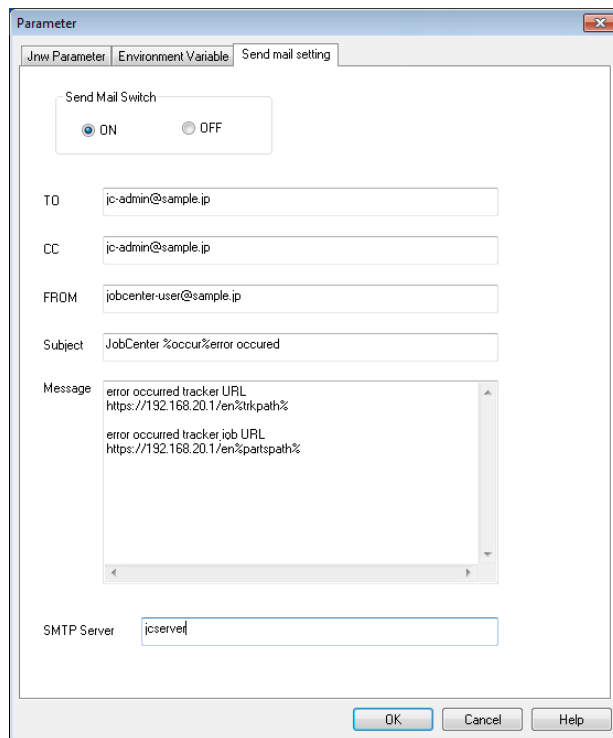 Parameter
Jnw Parameter Environment Variable Send mail setting
Send Mail Switch
ON OFF
TO jc-admin@sample.jp
CC jc-admin@sample.jp
FROM jobcenter-user@sample.jp
Subject JobCenter %occur%error occured
Message error occurred tracker URL
https://192.168.20.1/en%trkpath%
error occurred tracker job URL
https://192.168.20.1/en%partspath%
SMTP Server jcserver
OK Cancel Help